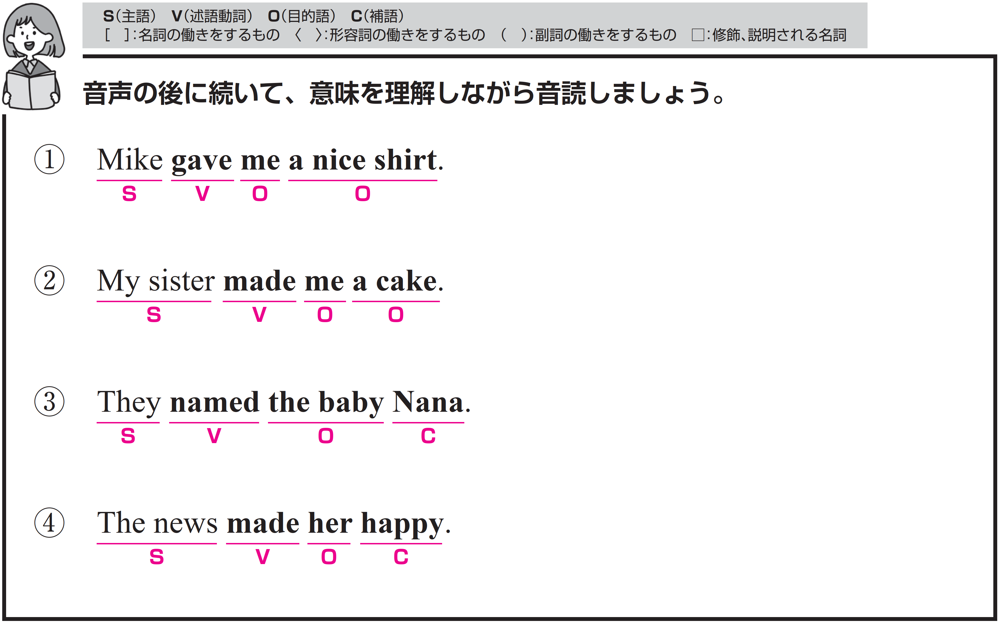 S(主語) V(述語動詞) O(目的語) C(補語)
[ ]:名詞の働きをするもの 〈 〉:形容詞の働きをするもの ( ):副詞の働きをするもの □:修飾、説明される名詞
音声の後に続いて、意味を理解しながら音読しましょう。
① Mike gave me a nice shirt.
S V O O
② My sister made me a cake.
S V O O
③ They named the baby Nana.
S V O C
④ The news made her happy.
S V O C